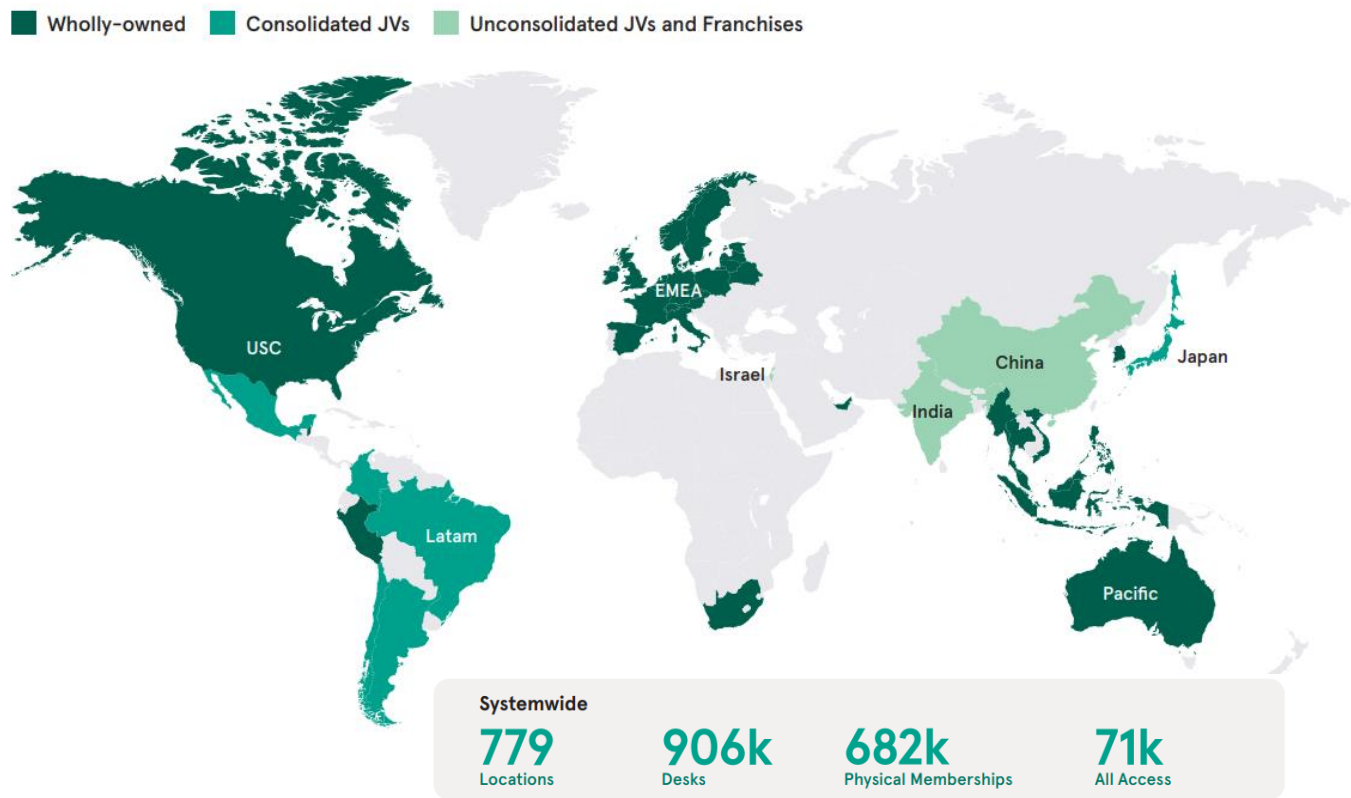 Wholly-owned Consolidated JVs Unconsolidated JVs and Franchises
EMEA
USC
China
Japan
Israel
India
Latam
Pacific
Systemwide
779 906k 682k 71k
Locations Desks Physical Memberships All Access